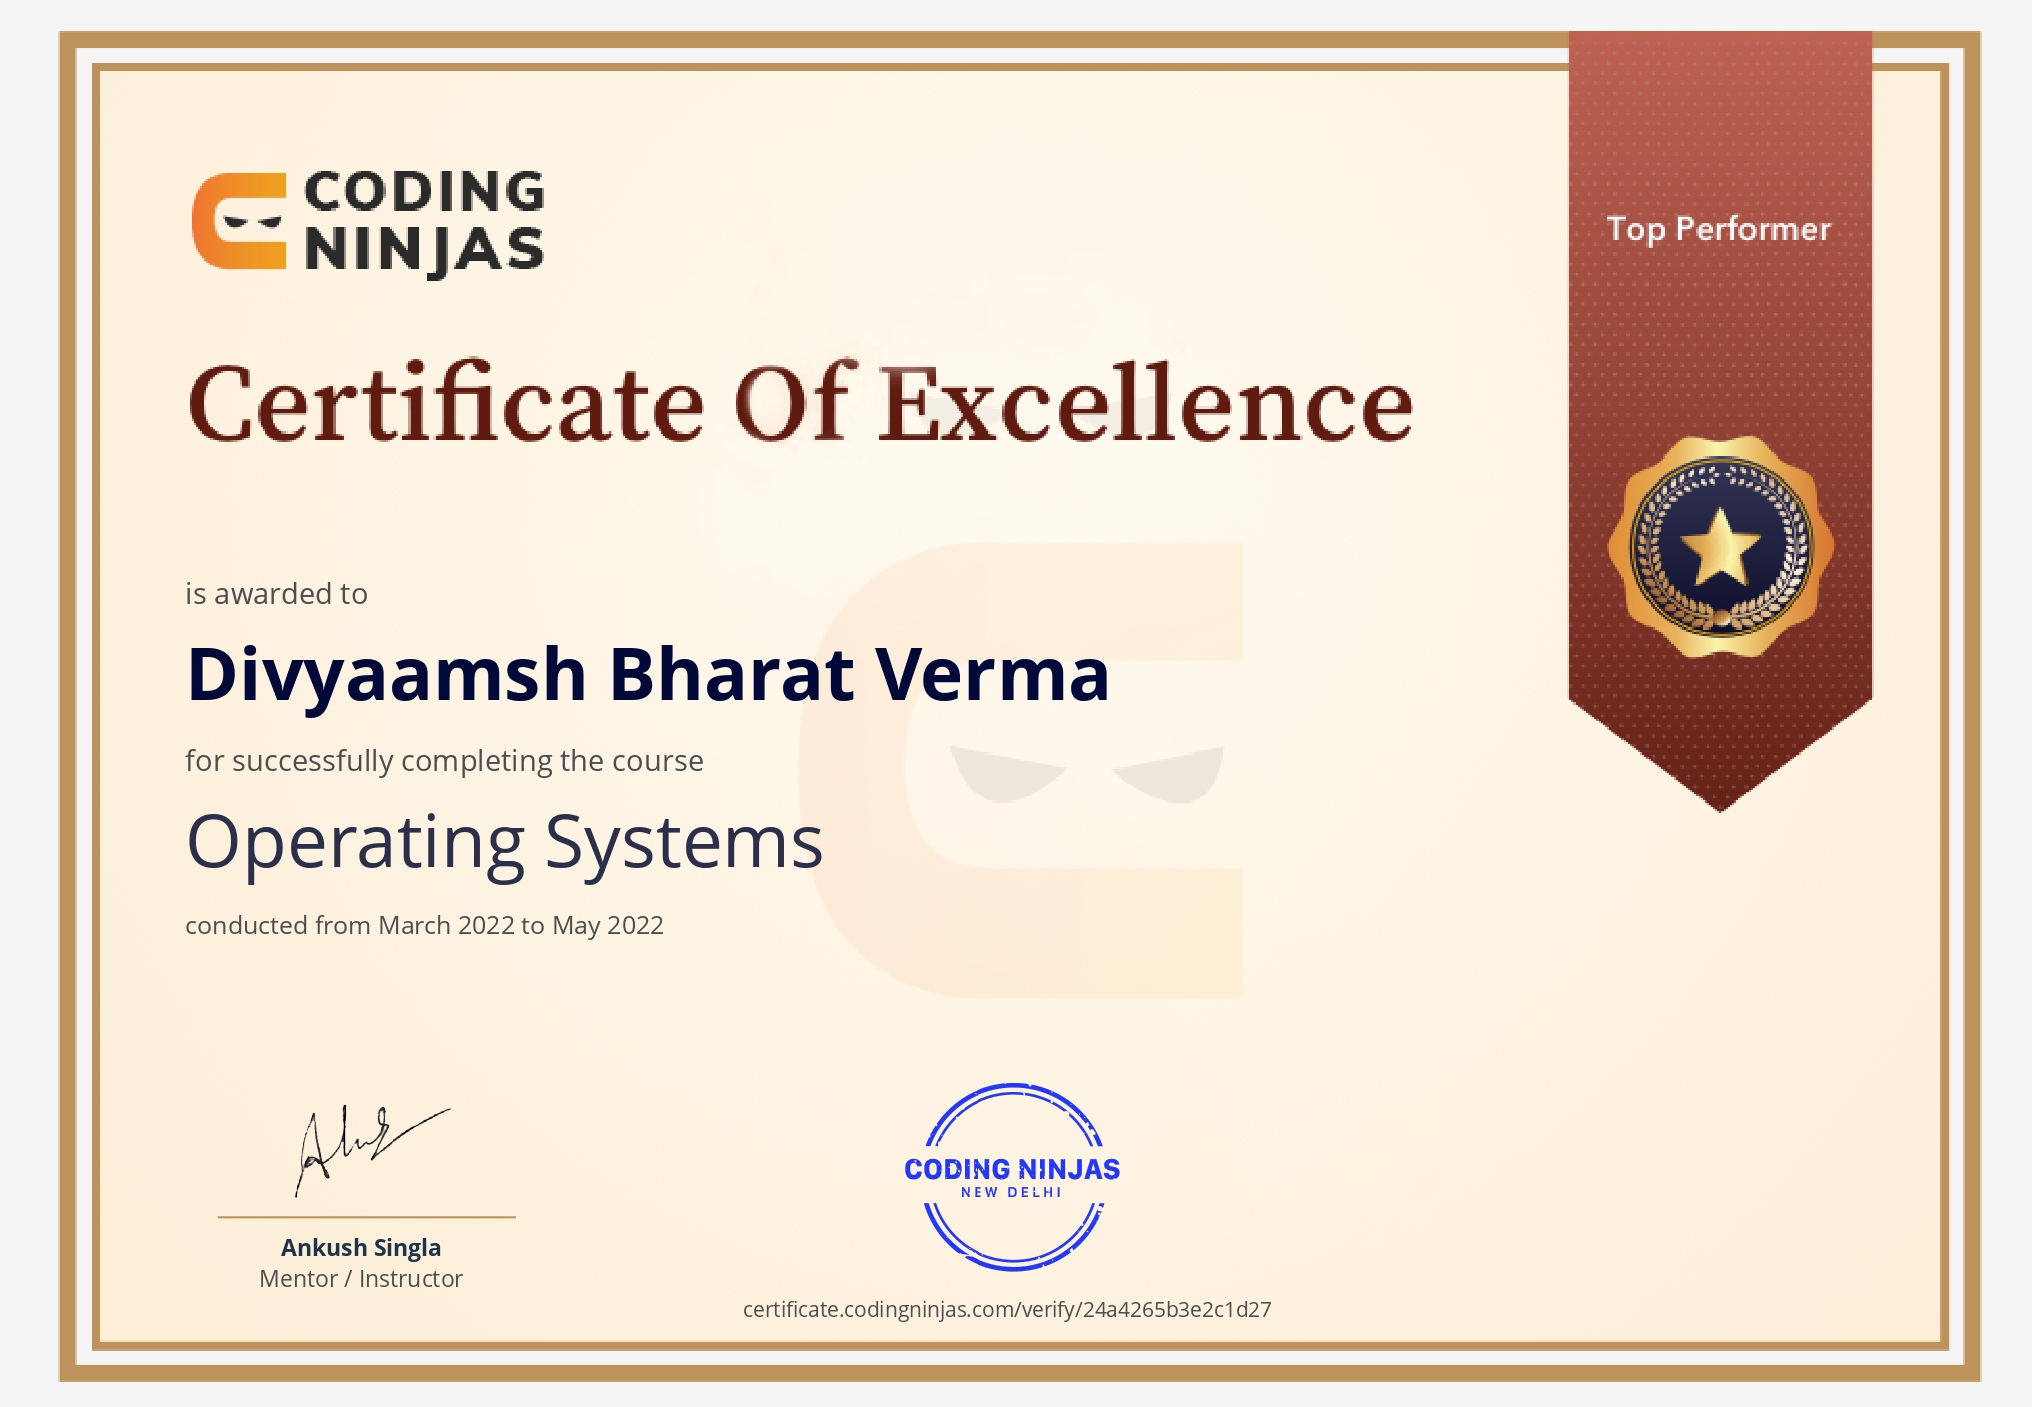 CODING
NINJAS
Top Performer
Certificate Of Excellence
is awarded to
Divyaamsh Bharat Verma
for successfully completing the course
Operating Systems
conducted from March 2022 to May 2022
Ankush Singla
Mentor / Instructor
CODING NINJAS
NEW DELHI
certificate.codingninjas.com/verify/24a4265b3e2c1d27